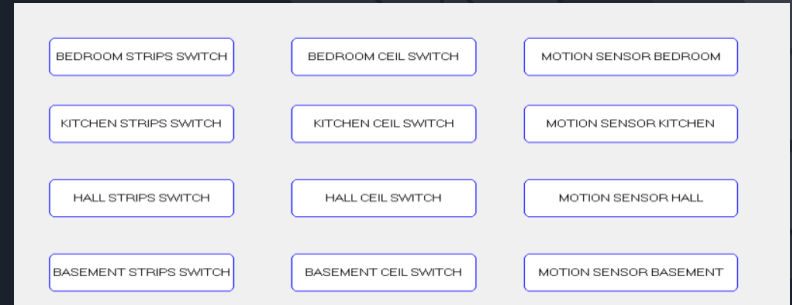 BEDROOM STRIPS SWITCH
BEDROOM CEIL SWITCH
MOTION SENSOR BEDROOM
KITCHEN STRIPS SWITCH
KITCHEN CEIL SWITCH
MOTION SENSOR KITCHEN
HALL STRIPS SWITCH
HALL CEIL SWITCH
MOTION SENSOR HALL
BASEMENT STRIPS SWITCH
BASEMENT CEIL SWITCH
MOTION SENSOR BASEMENT